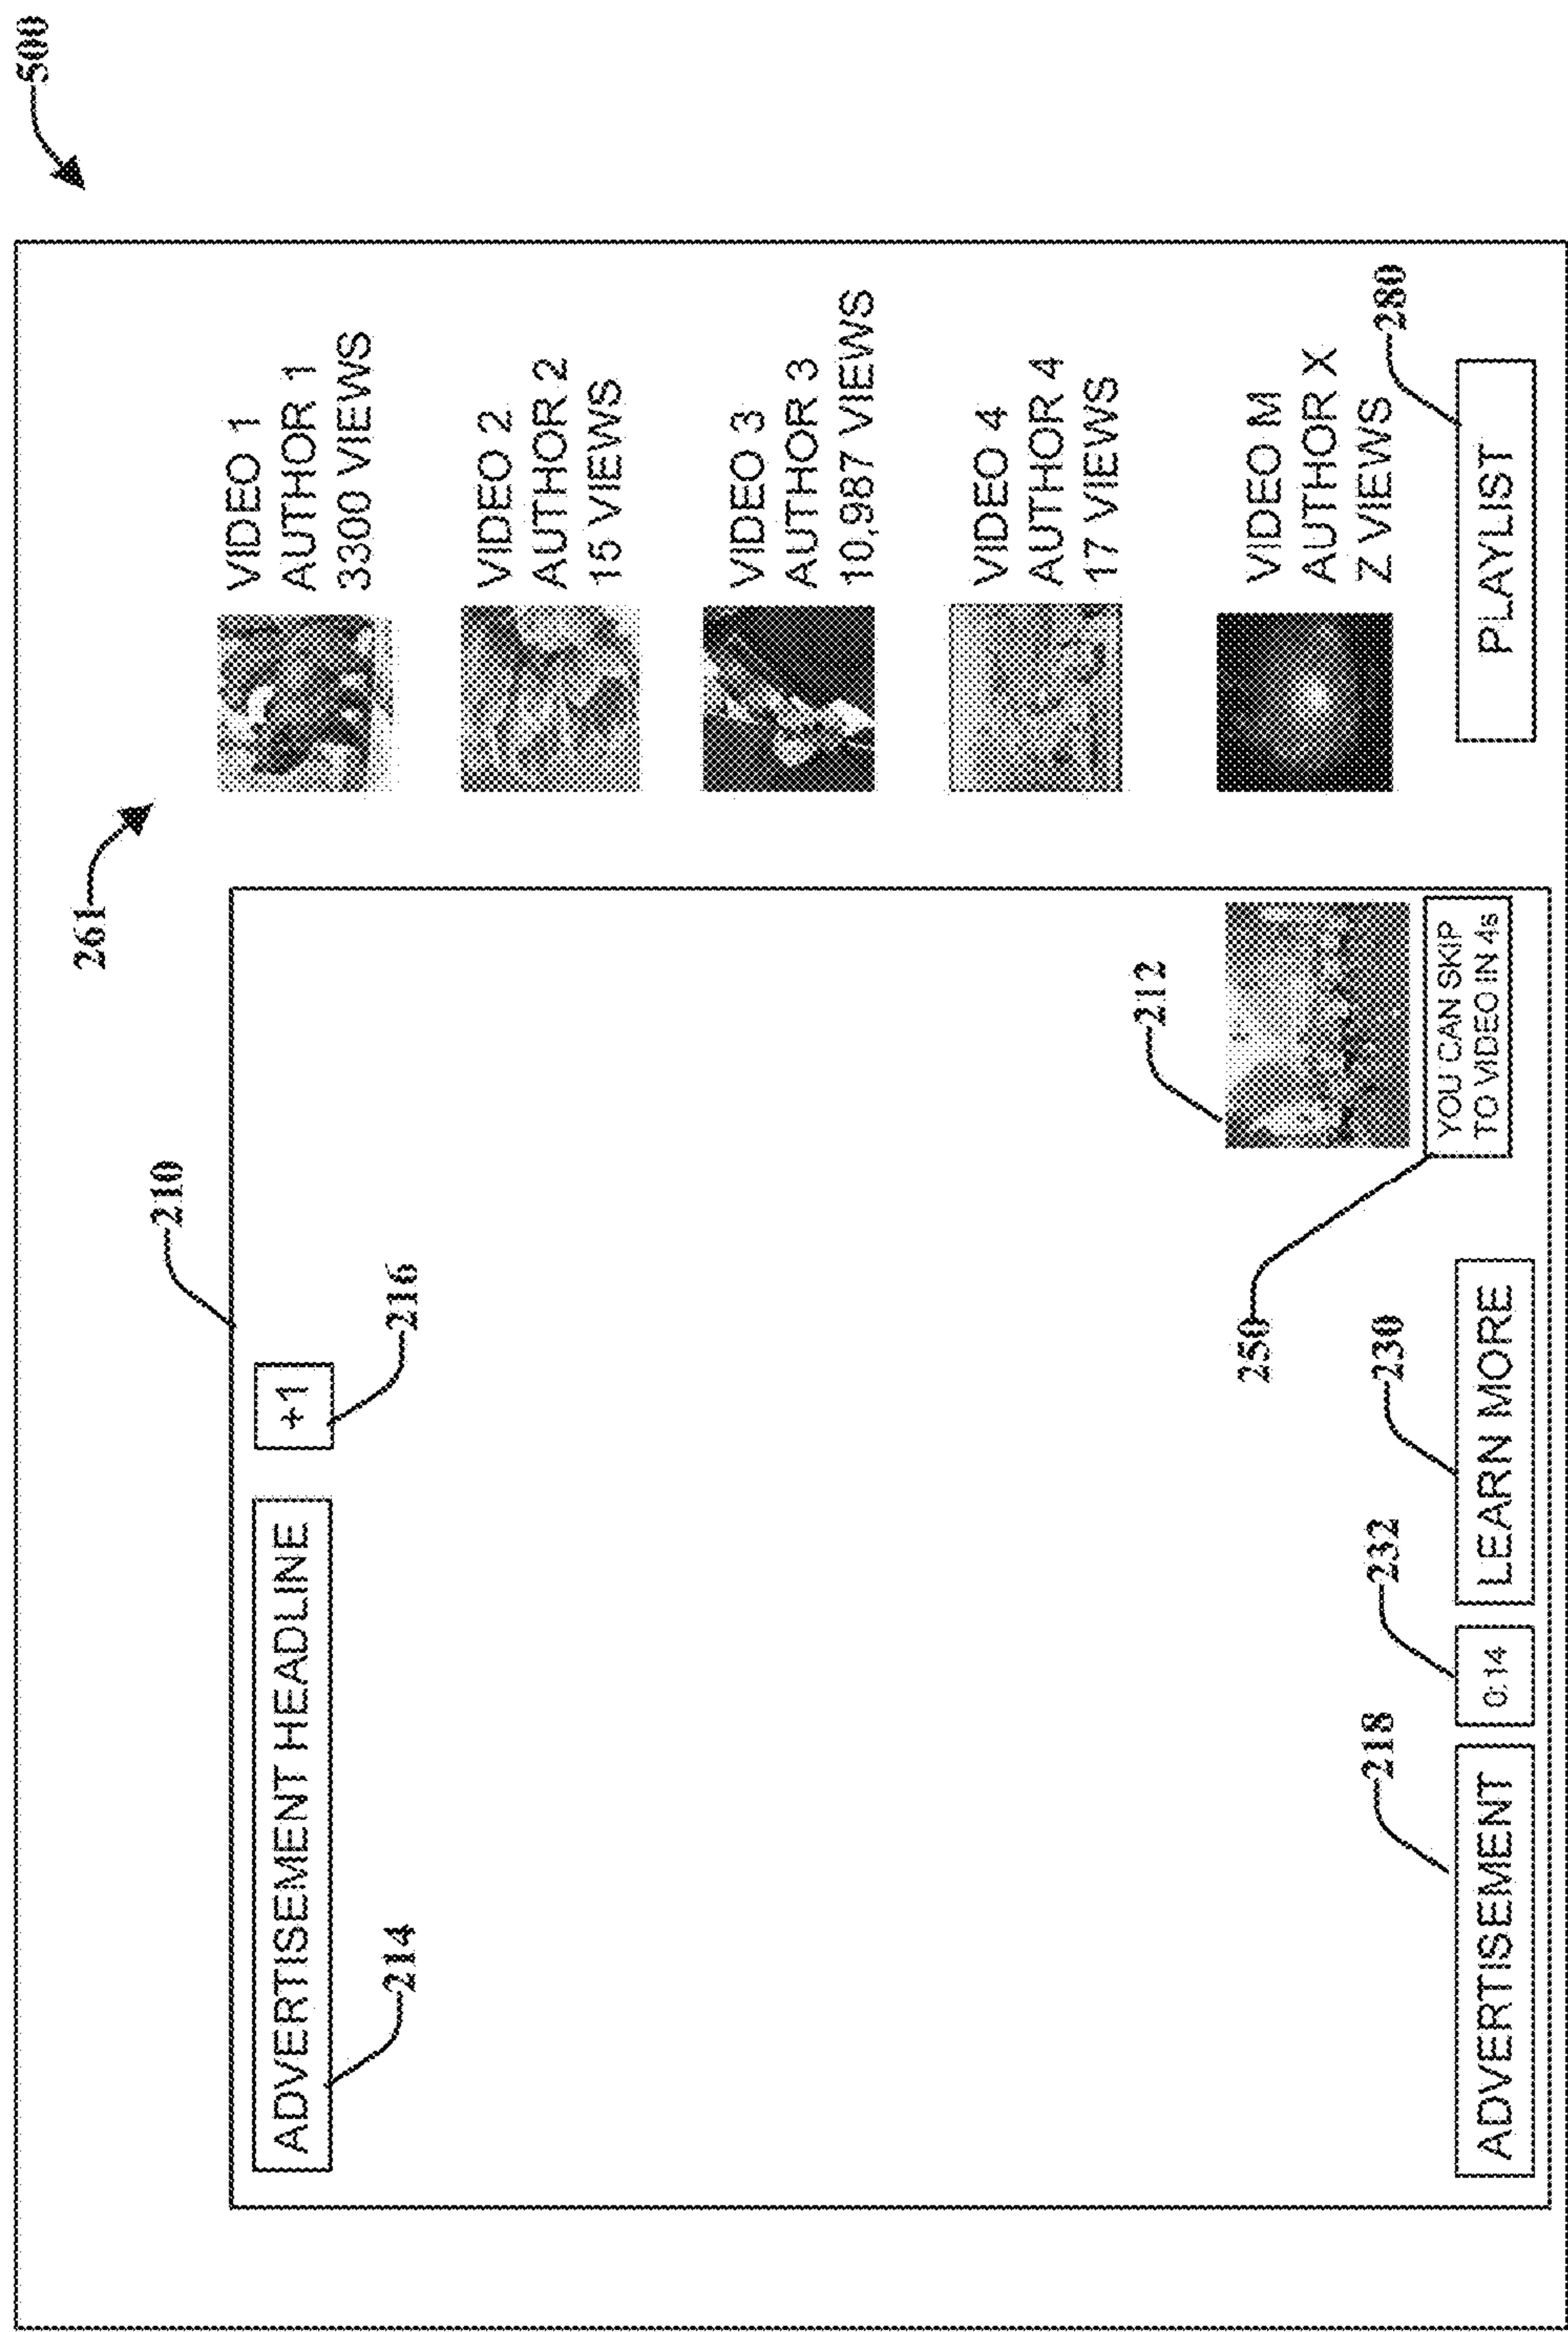 500
261
210
ADVERTISEMENT HEADLINE
+1
214
216
VIDEO 1
AUTHOR 1
3300 VIEWS
VIDEO 2
AUTHOR 2
15 VIEWS
VIDEO 3
AUTHOR 3
10,987 VIEWS
VIDEO 4
AUTHOR 4
17 VIEWS
VIDEO M
AUTHOR X
Z VIEWS
212
250
YOU CAN SKIP
TO VIDEO IN 4s
218
232
230
280
ADVERTISEMENT
0:14
LEARN MORE
PLAYLIST